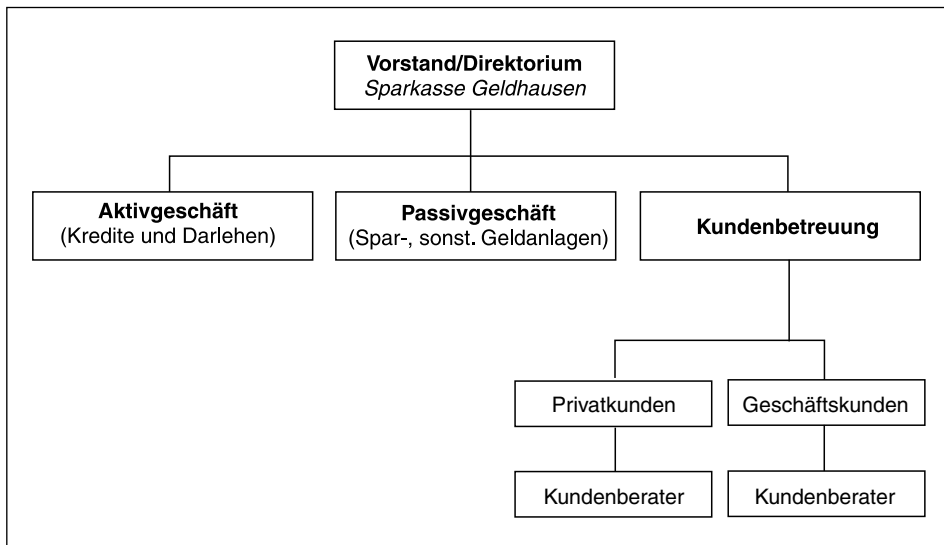 Vorstand/Direktorium
Sparkasse Geldhausen
Aktivgeschäft
(Kredite und Darlehen)
Passivgeschäft
(Spar-, sonst. Geldanlagen)
Kundenbetreuung
Privatkunden
Geschäftskunden
Kundenberater
Kundenberater